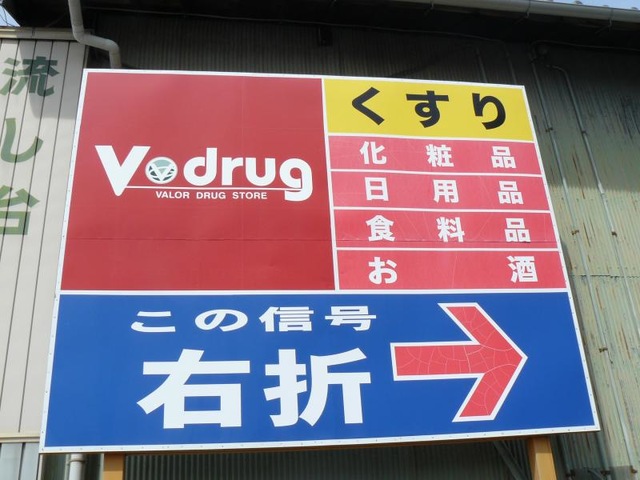 流し台
V drug
VALOR DRUG STORE
くすり
化粧品
日用品
食料品
お酒
この信号
右折